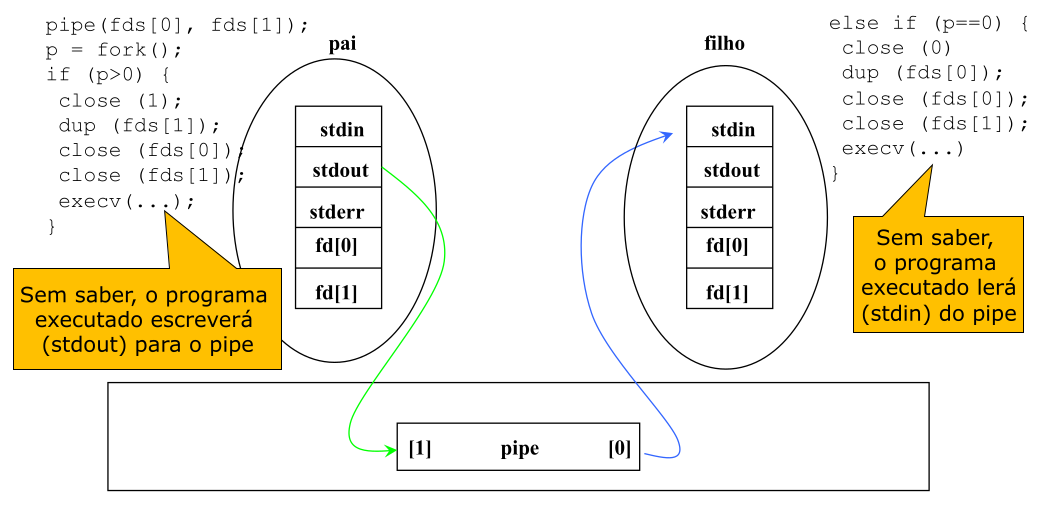 pipe(fds[0], fds[1]);
p = fork();
if (p>0) {
close (1);
dup (fds[1]);
close (fds[0]);
close (fds[1]);
execv(...);
}
Sem saber, o programa
executado escreverá
(stdout) para o pipe
pai
stdin
stdout
stderr
fd[0]
fd[1]
filho
stdin
stdout
stderr
fd[0]
fd[1]
else if (p==0) {
close (0)
dup (fds[0]);
close (fds[0]);
close (fds[1]);
execv(...)
}
Sem saber,
o programa
executado lerá
(stdin) do pipe
[1] pipe [0]